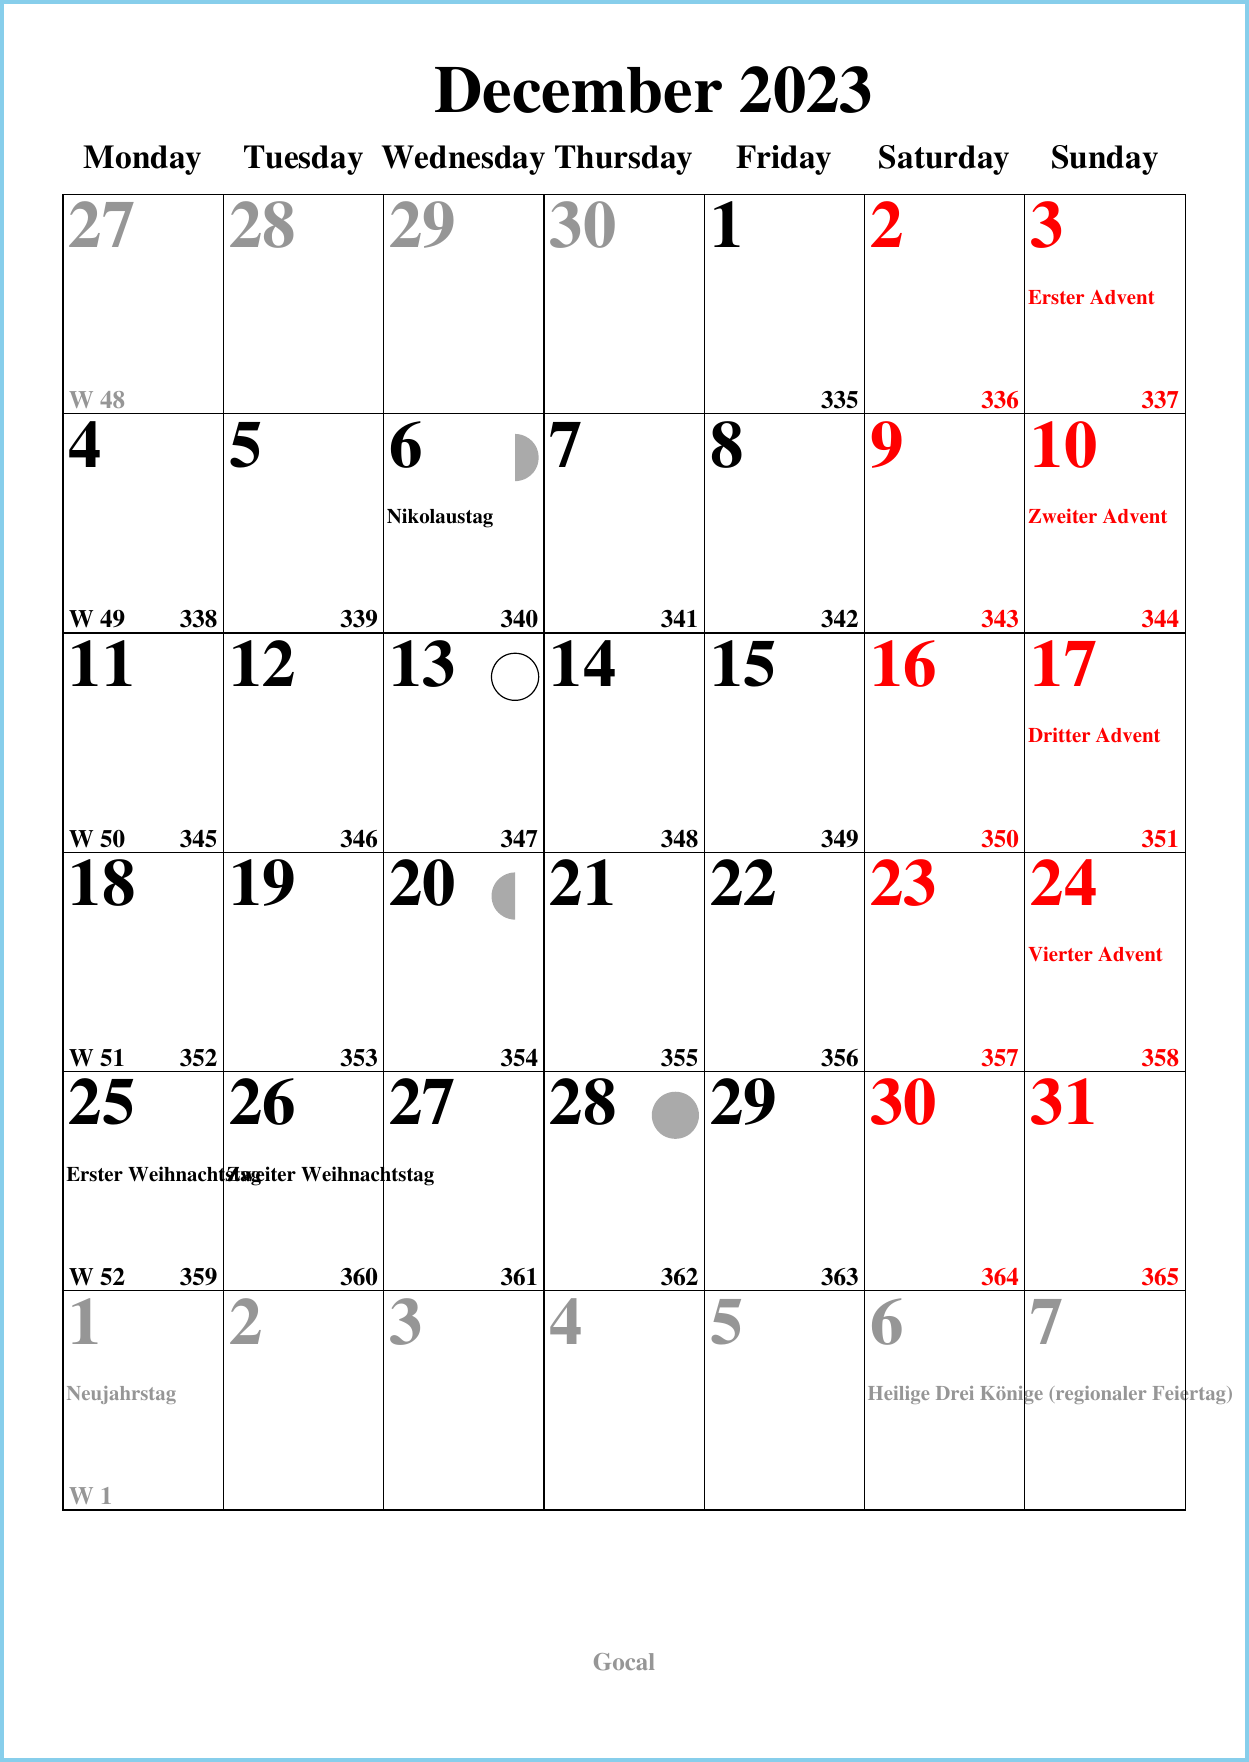 December 2023
Monday Tuesday Wednesday Thursday Friday Saturday Sunday
27 28 29 30 1 2 3
Erster Advent
W 48 335 336 337
4 5 6 7 8 9 10
Nikolaustag Zweiter Advent
W 49 338 339 340 341 342 343 344
11 12 13 14 15 16 17
Dritter Advent
W 50 345 346 347 348 349 350 351
18 19 20 21 22 23 24
Vierter Advent
W 51 352 353 354 355 356 357 358
25 26 27 28 29 30 31
Erster Weihnachtstag Zweiter Weihnachtstag
W 52 359 360 361 362 363 364 365
1 2 3 4 5 6 7
Neujahrstag Heilige Drei Könige (regionaler Feiertag)
W 1
Gocal